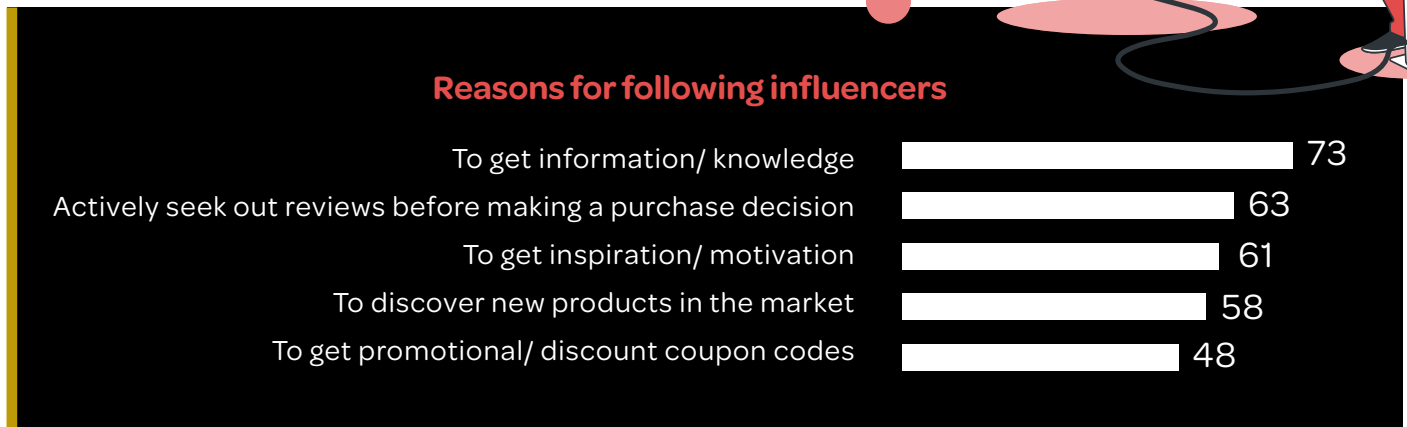 Reasons for following influencers
To get information/ knowledge 73
Actively seek out reviews before making a purchase decision 63
To get inspiration/ motivation 61
To discover new products in the market 58
To get promotional/ discount coupon codes 48